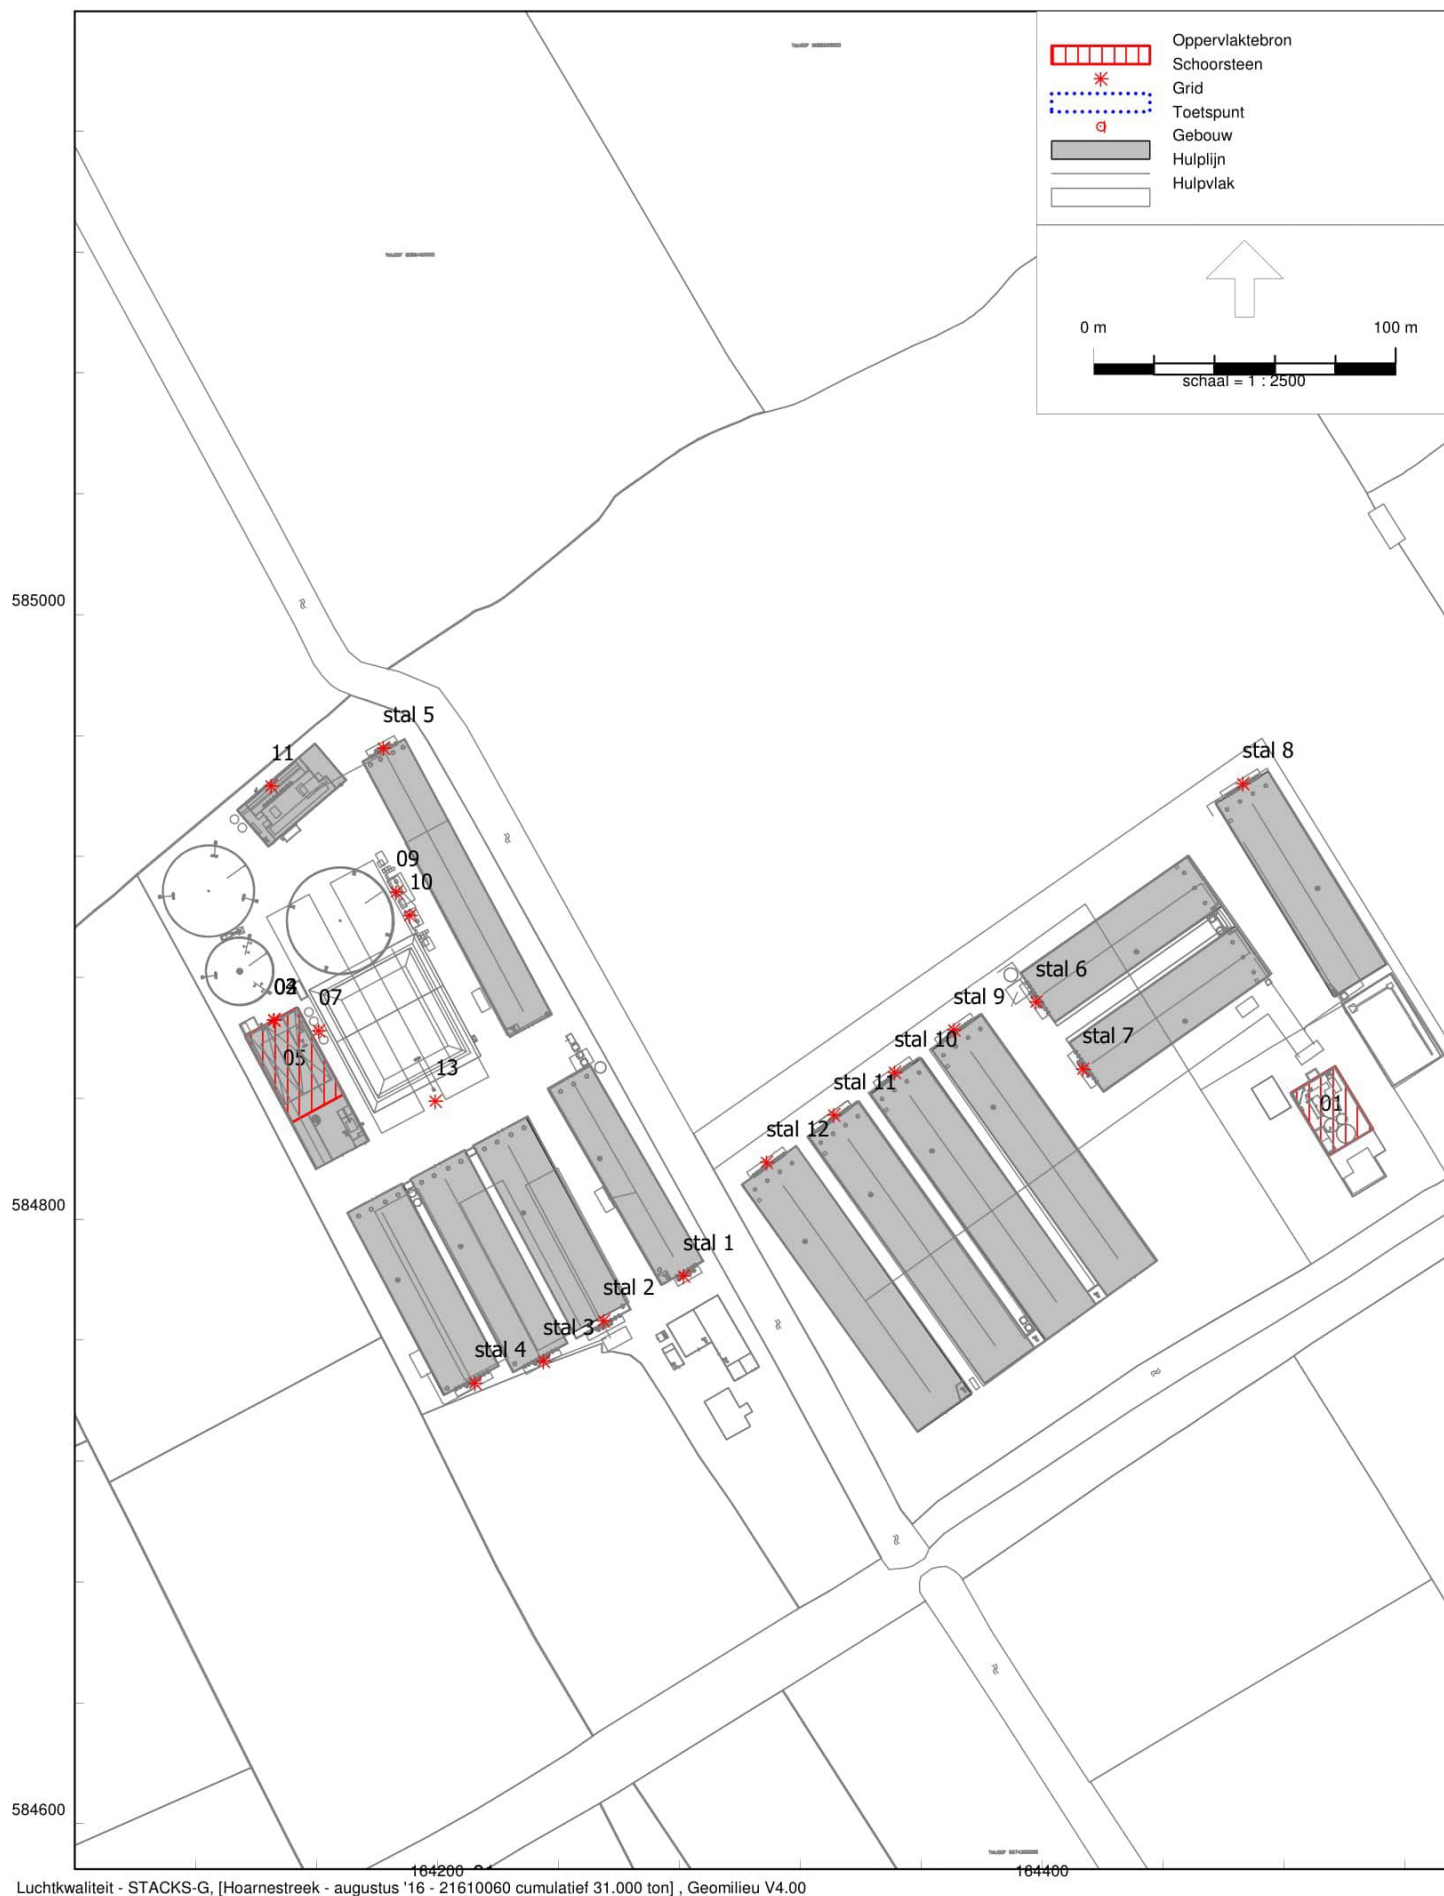 Oppervlaktebron
Schoorsteen
Grid
Toetspunt
Gebouw
Hulplijn
Hulpvlak
0 m 100 m
schaal = 1 : 2500
585000
stal 5
11
stal 8
09
10
stal 6
07
stal 9
05
stal 10
stal 7
13
stal 11
01
stal 12
584800
stal 1
stal 2
stal 3
stal 4
584600
164200
164400
Luchtkwaliteit - STACKS-G, [Hoarnestreek - augustus '16 - 21610060 cumulatief 31.000 ton] , Geomilieu V4.00